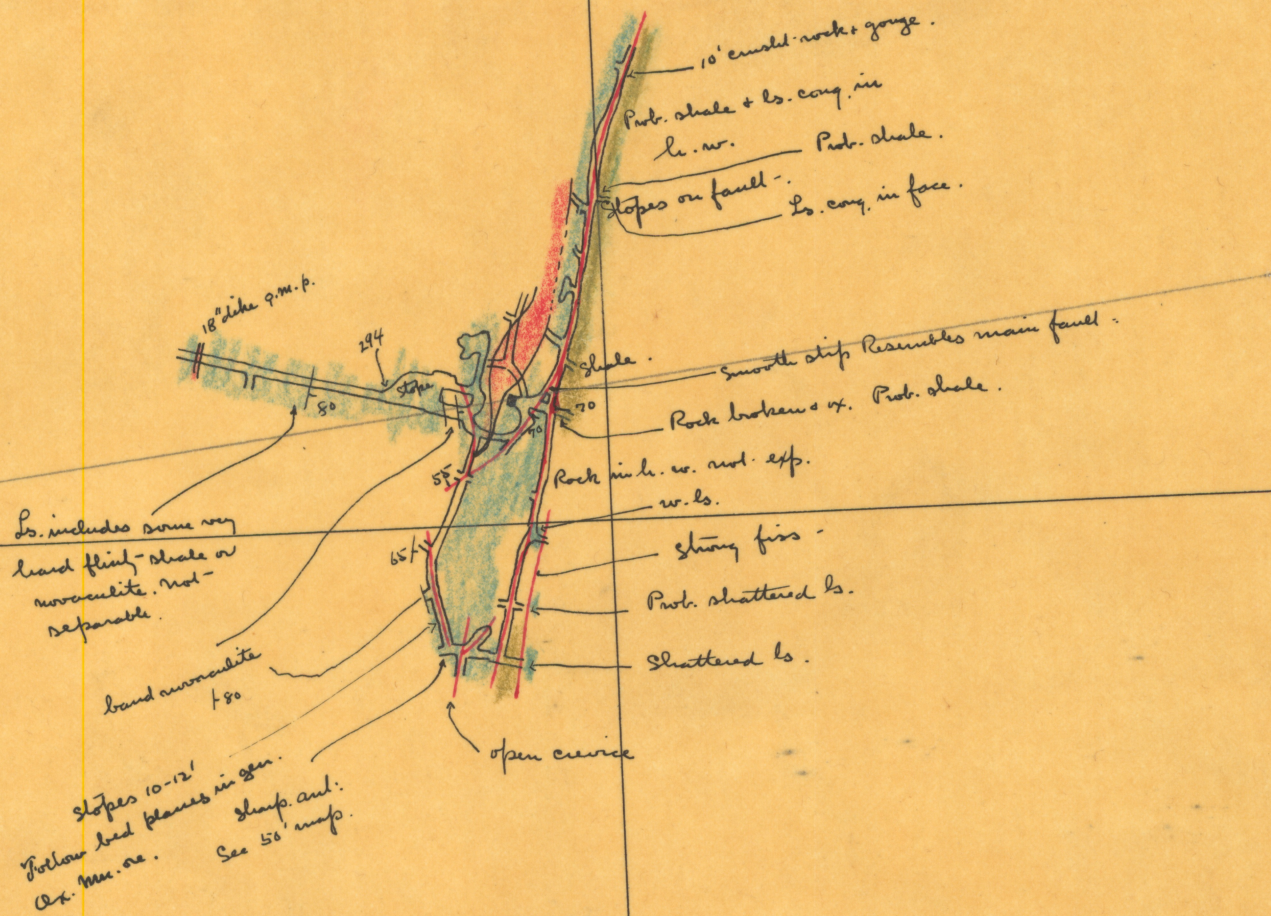 10' crushed rock & gouge.
Prob. shale & ls. cong. in
h. w.
Prob. shale.
Stopes on fault.
Ls. cong. in face.
18" dike q.m.p.
294
Stope
80
Shale.
Smooth slip Resembles main fault.
70
70
Rock broken & ox. Prob. shale.
55
Rock in h. w. not exp.
w. ls.
Ls. includes some very
hard flinty shale or
novaculite. Not
separable.
65
Strong fiss
Prob. shattered ls.
Shattered ls.
band novaculite
80
open crevice
Stopes 10-12'
Follow bed planes in gen.
Ox. Mn. ore.
Sharp. ant.
See 50' map.